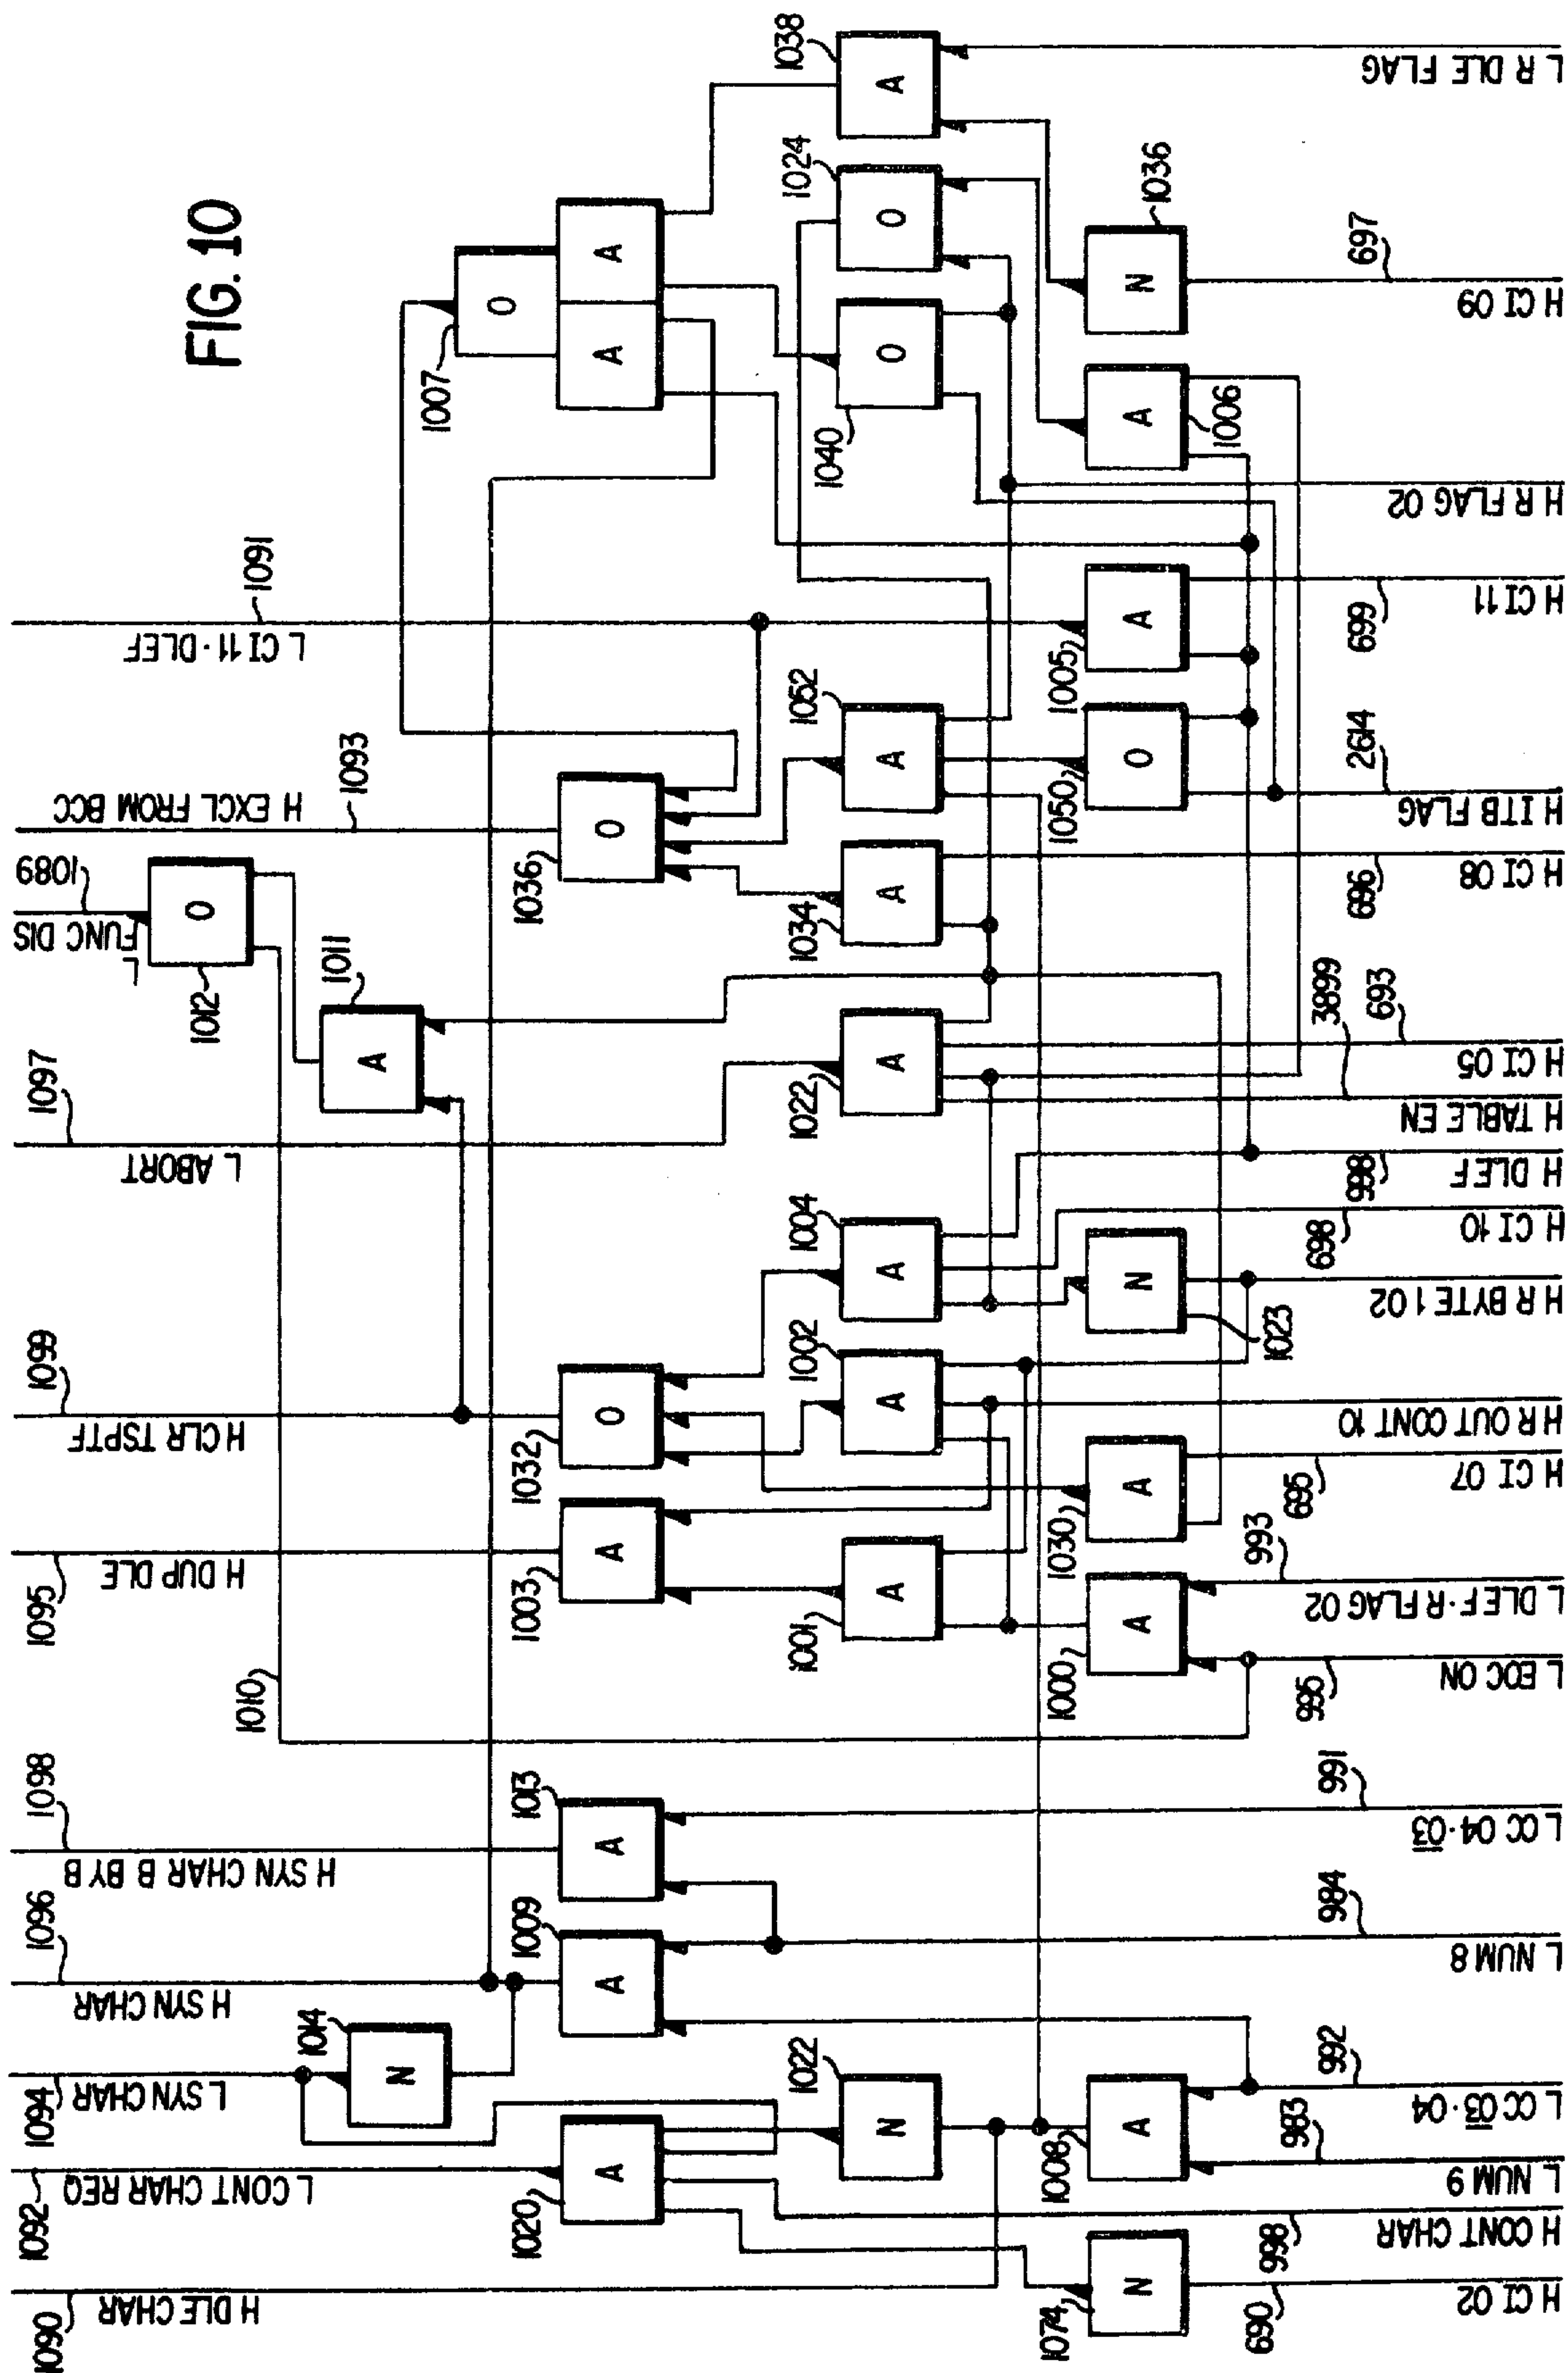 FIG. 10
1090
H DLE CHAR
1092
L CONT CHAR REQ
1094
L SYN CHAR
1096
H SYN CHAR
1098
H SYN CHAR B BY B
1010
1095
H DUP DLE
1099
H CLR TSPTF
1097
L ABORT
1089
L FUNC DIS
1093
H EXCL FROM BCC
1091
L CI 11·DLEF
1012
O
1011
A
1014
N
1020
A
1009
A
1013
A
1003
A
1032
O
1036
O
1007
O
A
A
1022
N
1001
A
1002
A
1004
A
1022
A
1034
A
1052
A
1040
O
1024
O
1038
A
1074
N
1008
A
1000
A
1030
A
1023
N
1050
O
1005
A
1006
A
1036
N
690
H CI 02
998
H CONT CHAR
983
L NUM 9
992
L CC 03·04
984
L NUM 8
991
L CC 04·03
995
L EOC ON
993
L DLEF·R FLAG 02
695
H CI 07
H R OUT CONT 10
H R BYTE 1 02
698
H CI 10
998
H DLEF
3899
H TABLE EN
693
H CI 05
696
H CI 08
2614
H ITB FLAG
699
H CI 11
H R FLAG 02
697
H CI 09
L R DLE FLAG